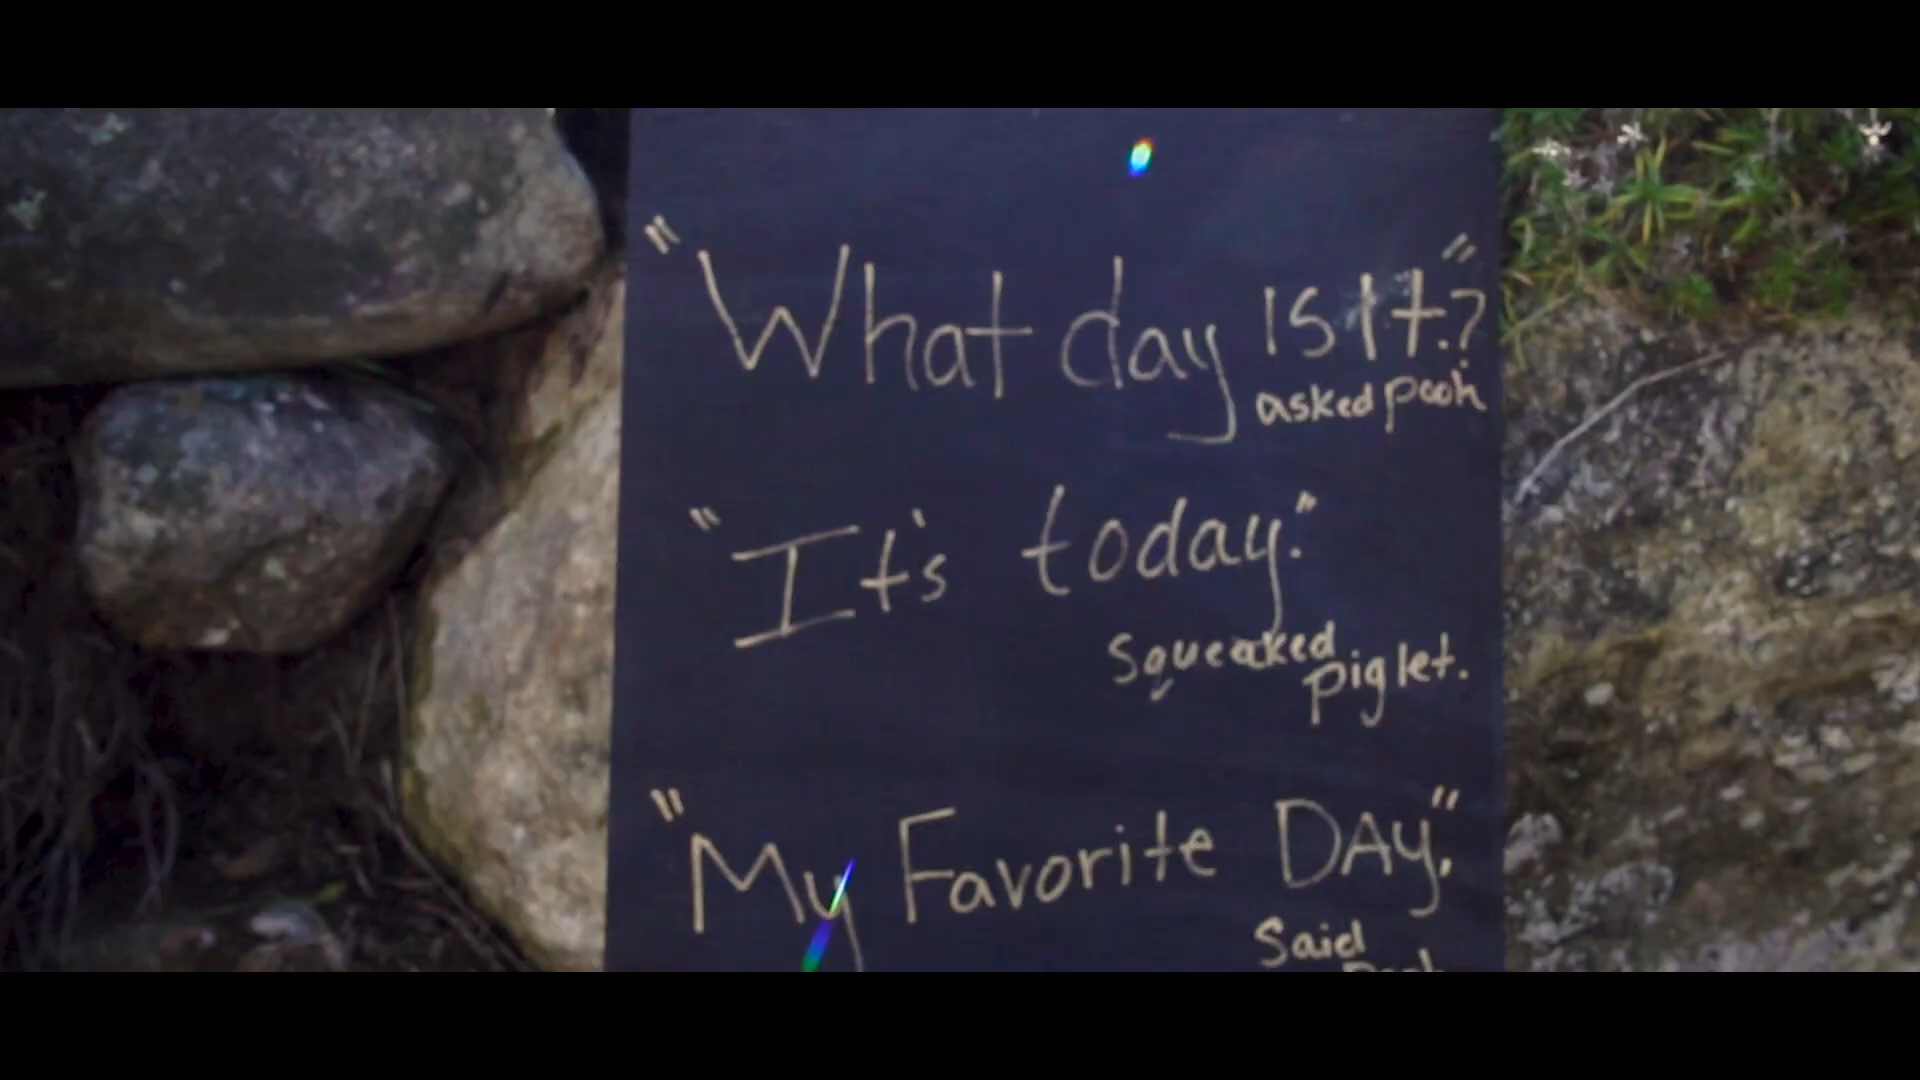 "What day is It.?"
asked pooh
"It's today."
Squeaked
piglet.
"My Favorite DAy."
Said